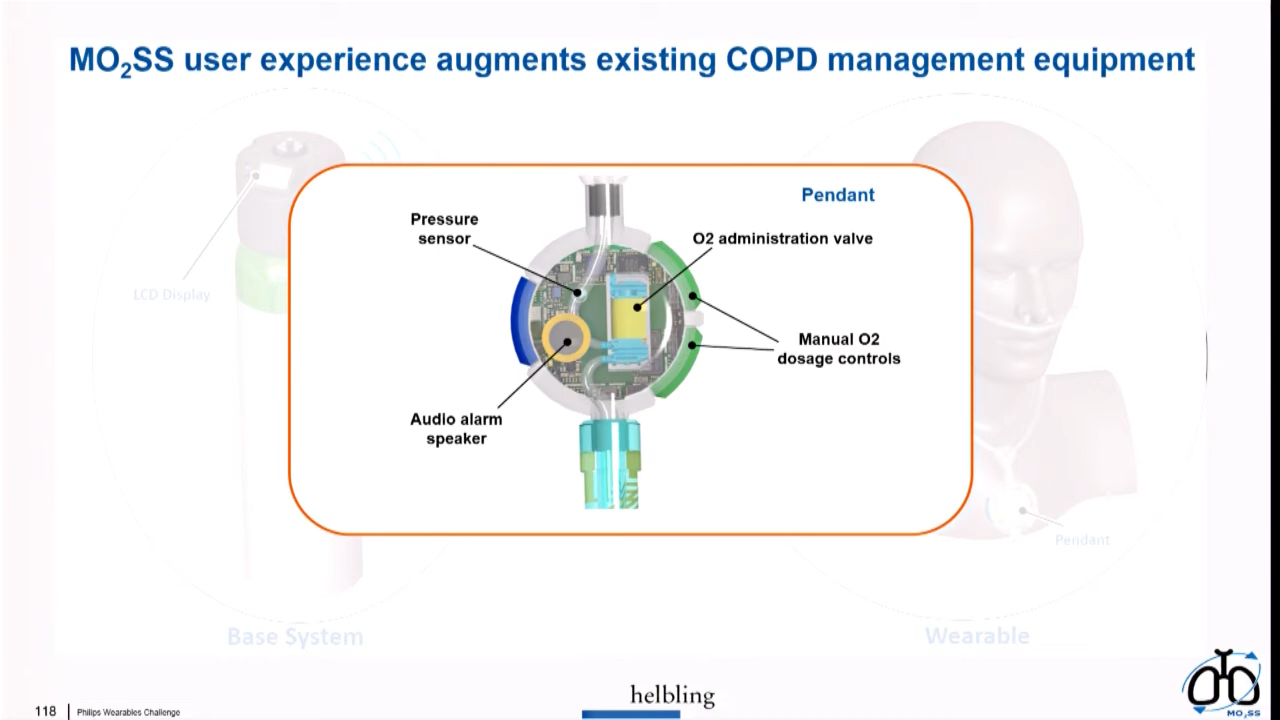 MO2SS user experience augments existing COPD management equipment
Pendant
Pressure
sensor
O2 administration valve
LCD Display
Manual O2
dosage controls
Audio alarm
speaker
Pendant
Base System
Wearable
helbling
118 | Philips Wearables Challenge
MO2SS